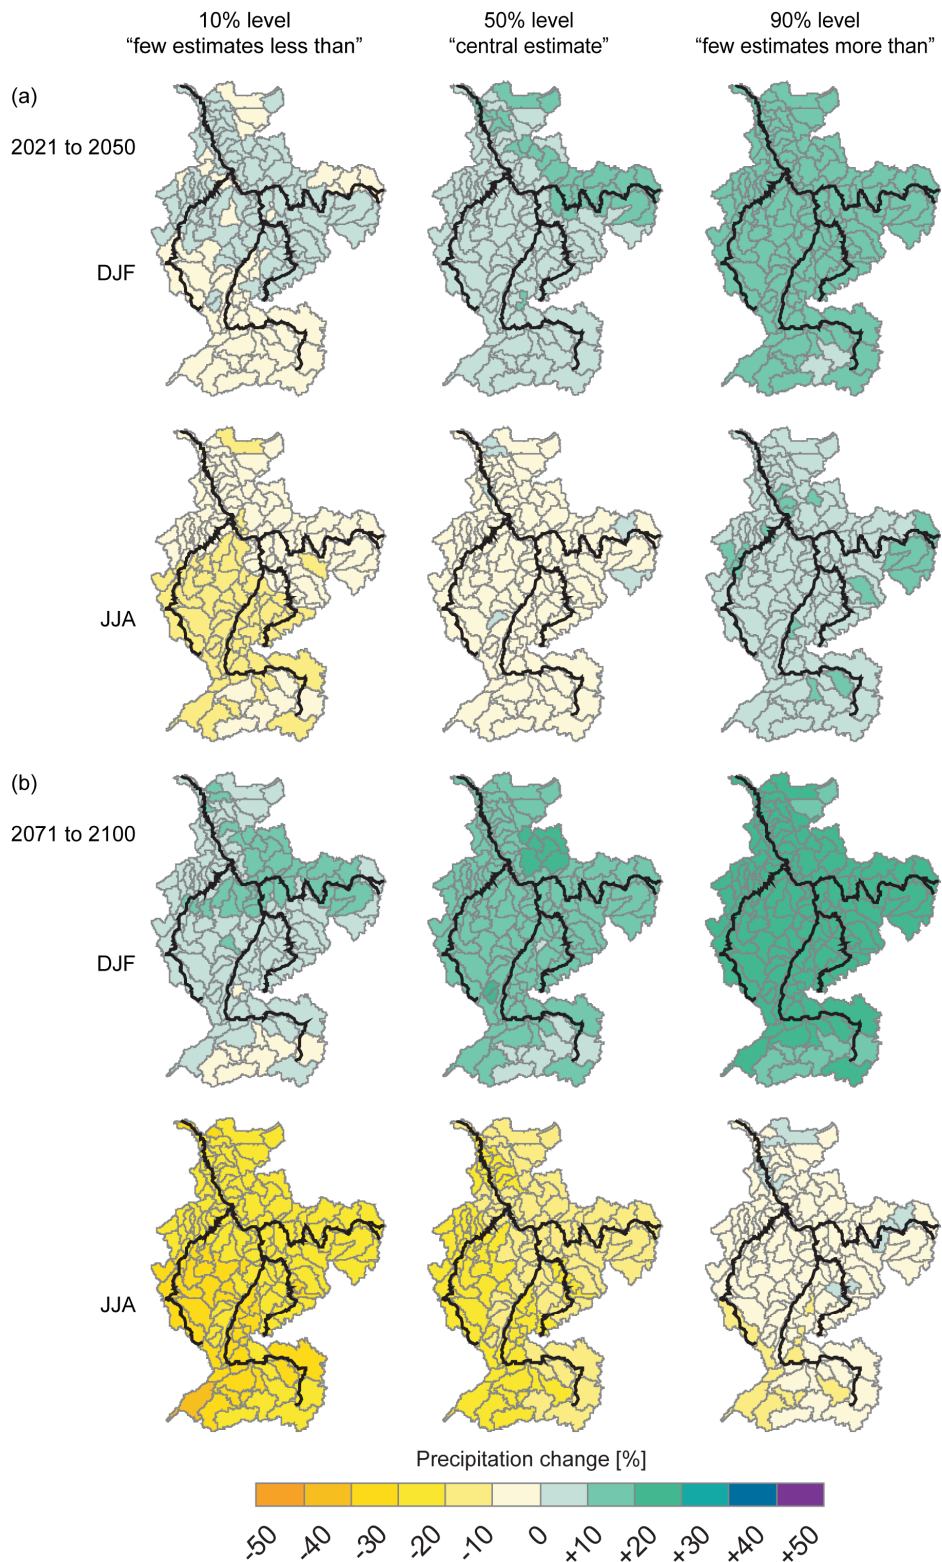 10% level
“few estimates less than”
50% level
“central estimate”
90% level
“few estimates more than”
(a)
2021 to 2050
DJF
JJA
(b)
2071 to 2100
DJF
JJA
Precipitation change [%]
-50 -40 -30 -20 -10 0 +10 +20 +30 +40 +50